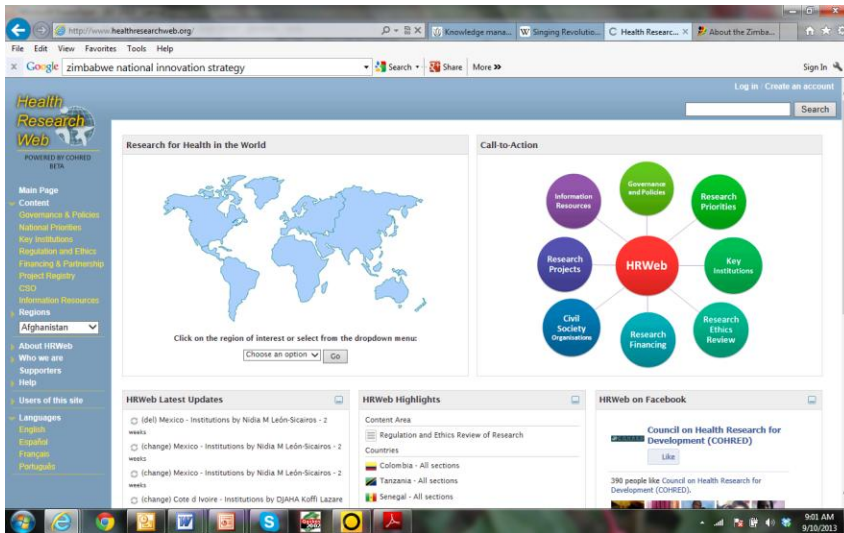 http://www.healthresearchweb.org/
Knowledge mana...
Singing Revolutio...
Health Researc...
About the Zimba...
File Edit View Favorites Tools Help
Google zimbabwe national innovation strategy
Search
Share
More »
Sign In
Log in / Create an account
Search
Health
Research
Web
POWERED BY COHRED
BETA
Main Page
Content
Governance & Policies
National Priorities
Key Institutions
Regulation and Ethics
Financing & Partnership
Project Registry
CSO
Information Resources
Regions
Afghanistan
About HRWeb
Who we are
Supporters
Help
Users of this site
Languages
English
Español
Français
Português
Research for Health in the World
Click on the region of interest or select from the dropdown menu:
Choose an option Go
Call-to-Action
Governance
and Policies
Research
Priorities
Key
Institutions
Research
Ethics
Review
Research
Financing
Civil
Society
Organisations
Research
Projects
Information
Resources
HRWeb
HRWeb Latest Updates
(del) Mexico - Institutions by Nidia M León-Sicairos - 2
weeks
(change) Mexico - Institutions by Nidia M León-Sicairos - 2
weeks
(change) Mexico - Institutions by Nidia M León-Sicairos - 2
weeks
(change) Cote d Ivoire - Institutions by DJAHA Koffi Lazare
HRWeb Highlights
Content Area
Regulation and Ethics Review of Research
Countries
Colombia - All sections
Tanzania - All sections
Senegal - All sections
HRWeb on Facebook
Council on Health Research for
Development (COHRED)
Like
390 people like Council on Health Research for
Development (COHRED).
9:01 AM
9/10/2013